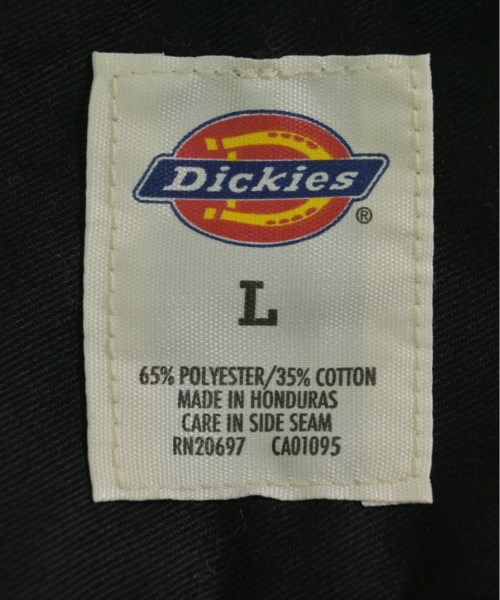 Dickies
®
L
65% POLYESTER/35% COTTON
MADE IN HONDURAS
CARE IN SIDE SEAM
RN20697 CA01095